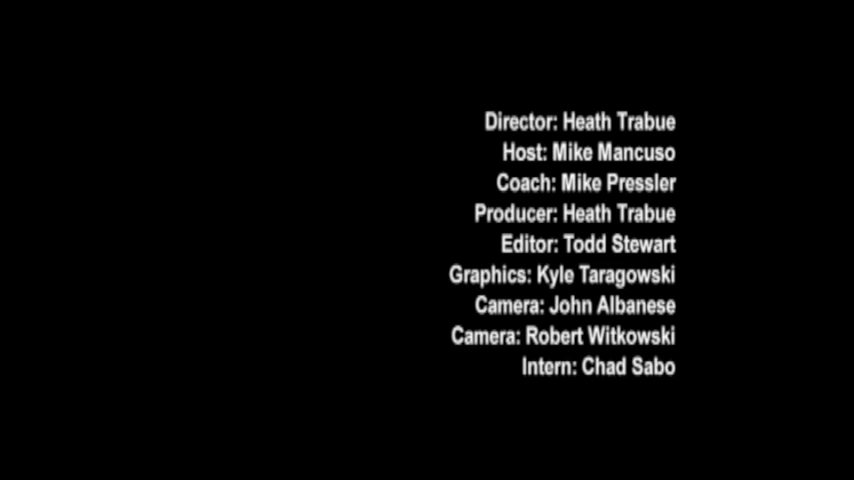 Director: Heath Trabue
Host: Mike Mancuso
Coach: Mike Pressler
Producer: Heath Trabue
Editor: Todd Stewart
Graphics: Kyle Taragowski
Camera: John Albanese
Camera: Robert Witkowski
Intern: Chad Sabo